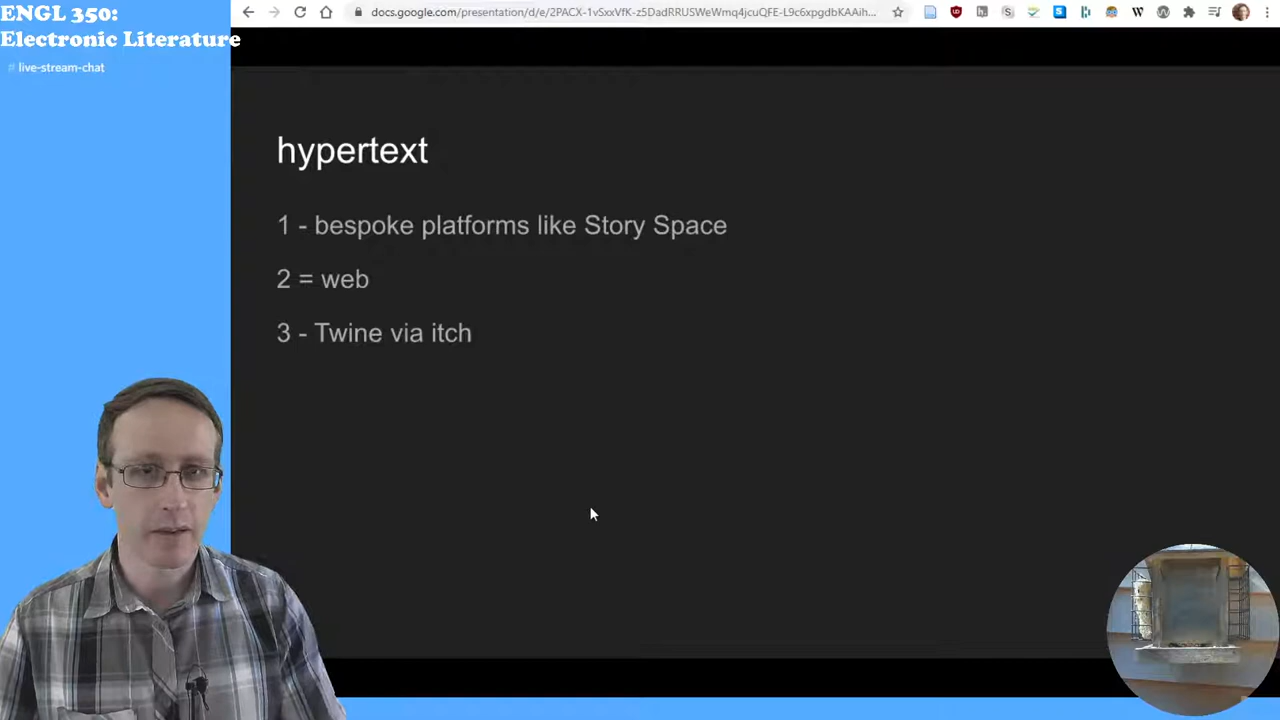 ENGL 350:
Electronic Literature
# live-stream-chat
docs.google.com/presentation/d/e/2PACX-1vSxxVfK-z5DadRRUSWeWmq4jcuQFE-L9c6xpgdbKAAih...
hypertext
1 - bespoke platforms like Story Space
2 = web
3 - Twine via itch